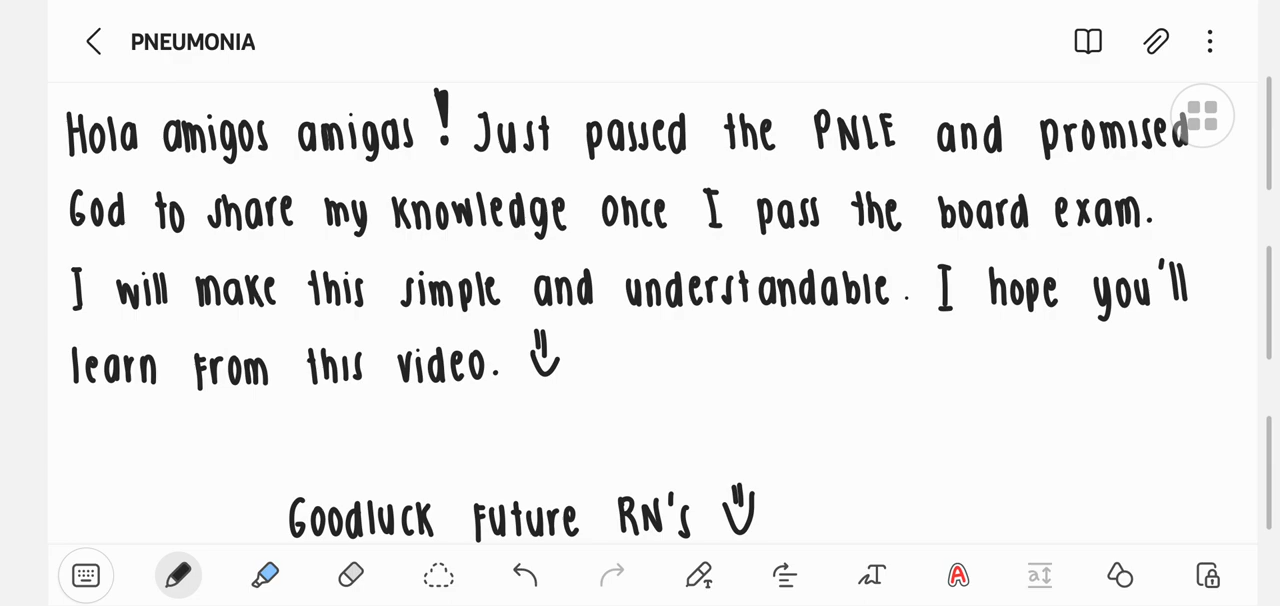 PNEUMONIA
Hola amigos amigas! Just passed the PNLE and promised
God to share my knowledge once I pass the board exam.
I will make this simple and understandable. I hope you'll
learn from this video.
Goodluck Future RN's